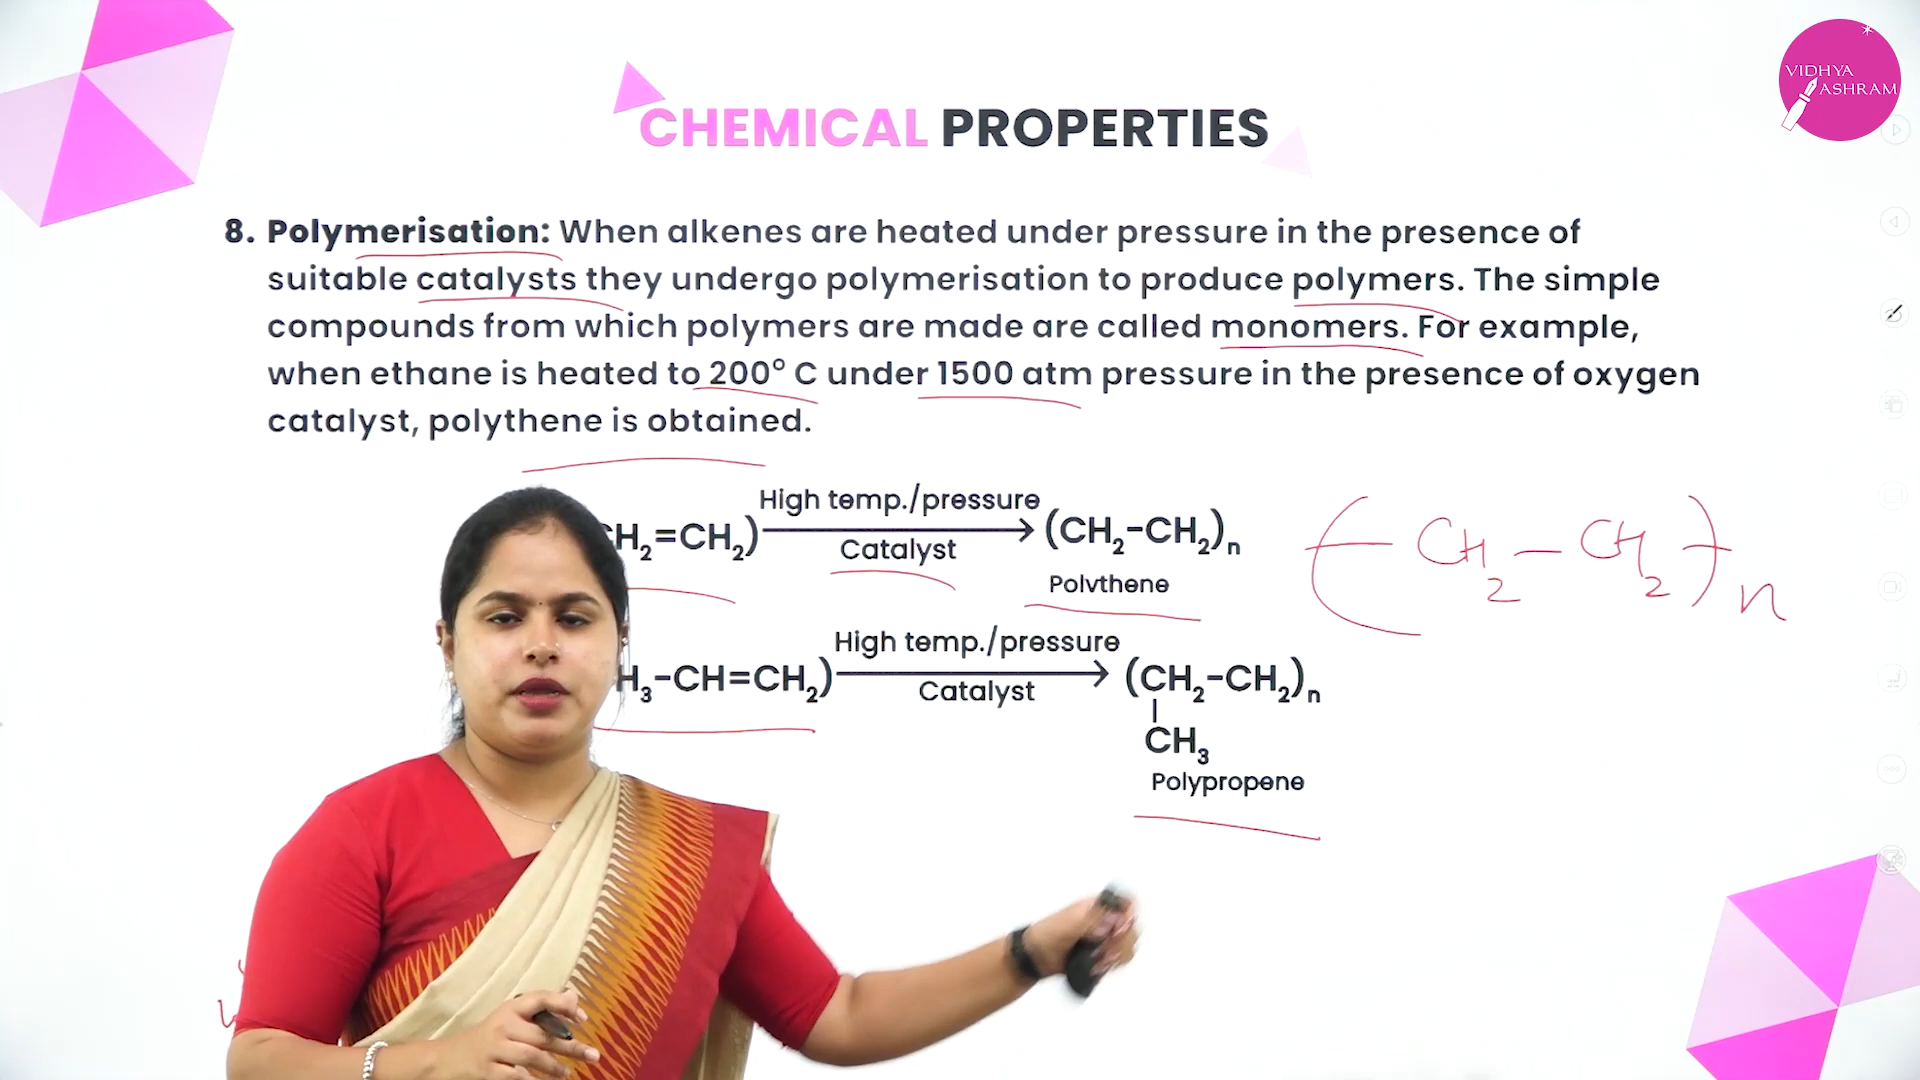 VIDHYA
ASHRAM
CHEMICAL PROPERTIES
8. Polymerisation: When alkenes are heated under pressure in the presence of
suitable catalysts they undergo polymerisation to produce polymers. The simple
compounds from which polymers are made are called monomers. For example,
when ethane is heated to 200° C under 1500 atm pressure in the presence of oxygen
catalyst, polythene is obtained.
High temp./pressure
H₂=CH₂) ⟶ (CH₂-CH₂)ₙ
Catalyst
Polythene
(CH₂-CH₂)ₙ
High temp./pressure
H₃-CH=CH₂) ⟶ (CH₂-CH₂)ₙ
Catalyst
CH₃
Polypropene